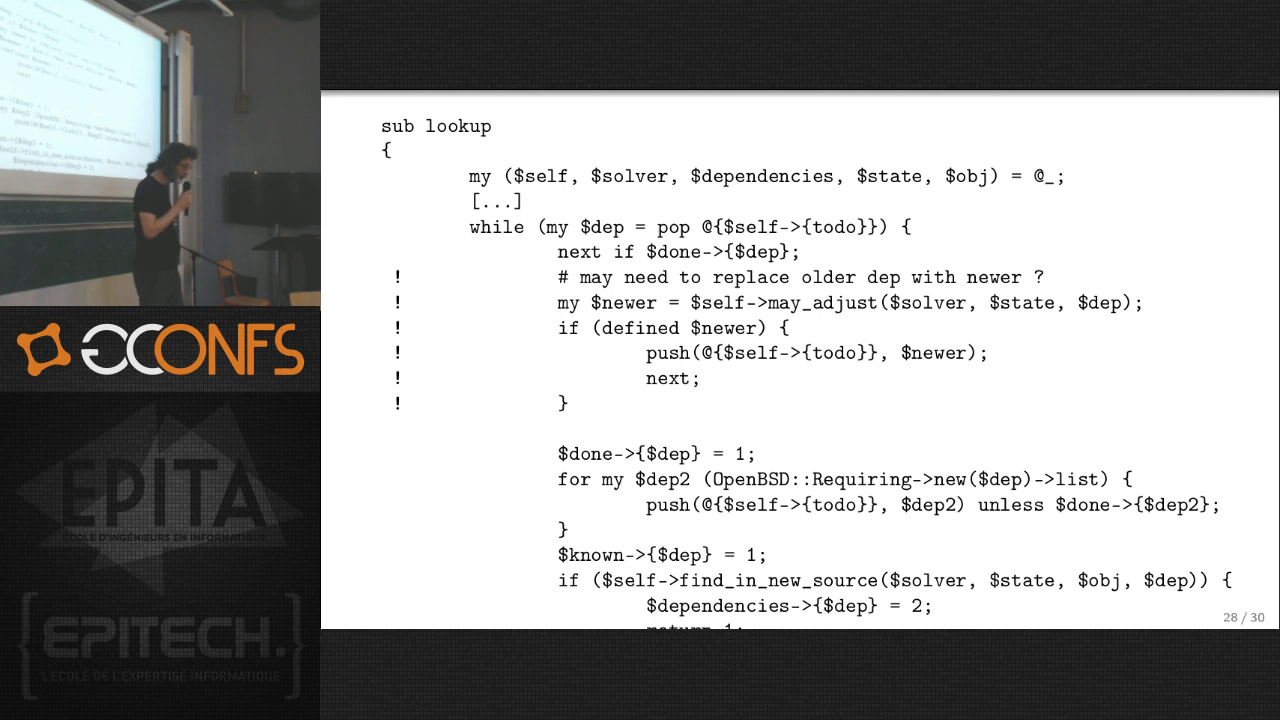 sub lookup
{
my ($self, $solver, $dependencies, $state, $obj) = @_;
[...]
while (my $dep = pop @{$self->{todo}}) {
next if $done->{$dep};
! # may need to replace older dep with newer ?
! my $newer = $self->may_adjust($solver, $state, $dep);
! if (defined $newer) {
! push(@{$self->{todo}}, $newer);
! next;
! }
$done->{$dep} = 1;
for my $dep2 (OpenBSD::Requiring->new($dep)->list) {
push(@{$self->{todo}}, $dep2) unless $done->{$dep2};
}
$known->{$dep} = 1;
if ($self->find_in_new_source($solver, $state, $obj, $dep)) {
$dependencies->{$dep} = 2;
return 1;
28 / 30
GCONFS
EPITA
ÉCOLE D'INGÉNIEURS EN INFORMATIQUE
{EPITECH.}
L'ÉCOLE DE L'EXPERTISE INFORMATIQUE